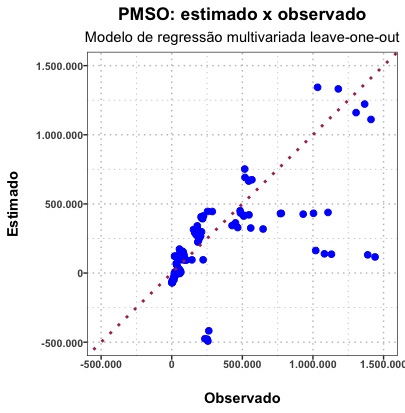 PMSO: estimado x observado
Modelo de regressão multivariada leave-one-out
Estimado
1.500.000
1.000.000
500.000
0
-500.000
-500.000 0 500.000 1.000.000 1.500.000
Observado